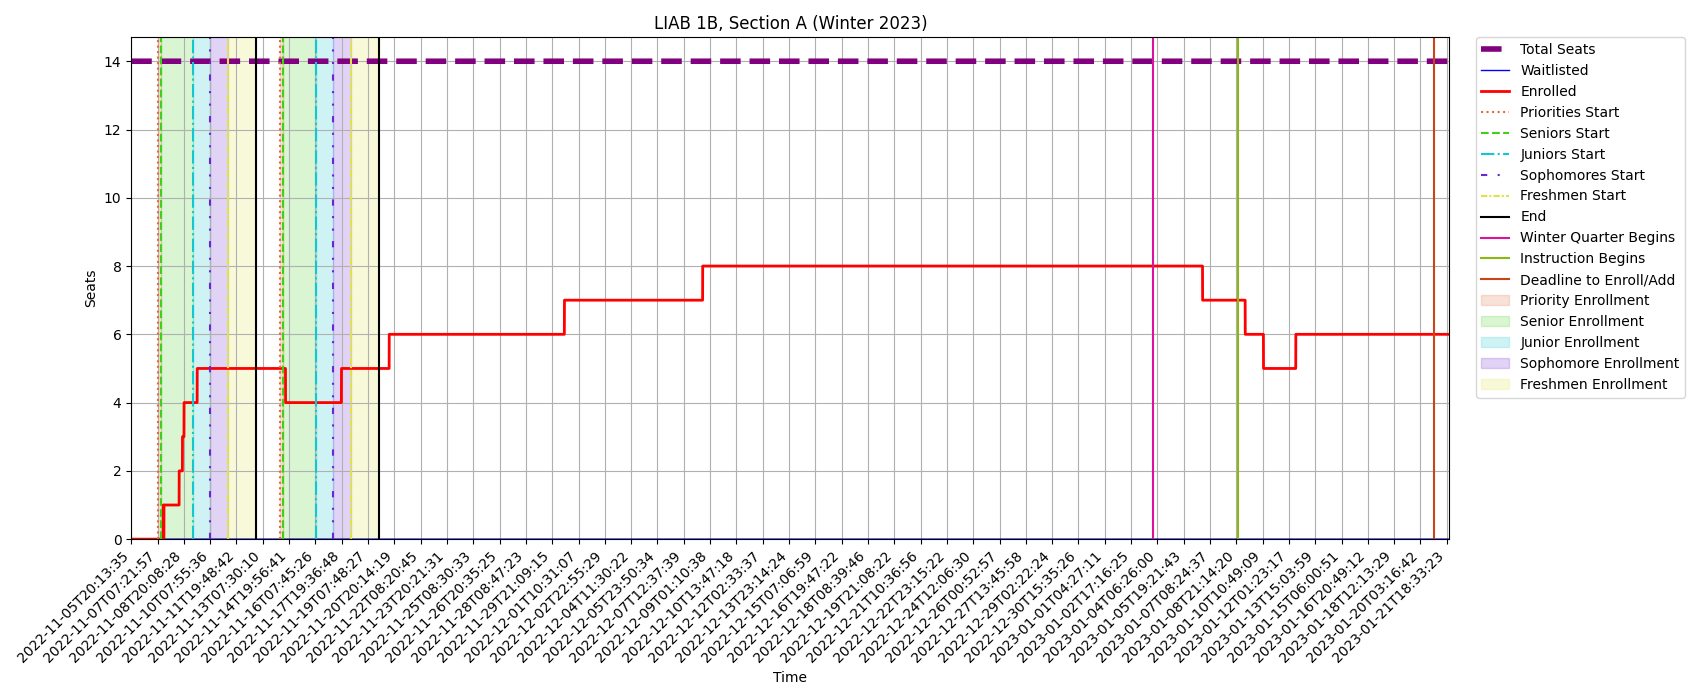 LIAB 1B, Section A (Winter 2023)
Seats
14
12
10
8
6
4
2
0
2022-11-05T20:13:35
2022-11-07T07:21:57
2022-11-08T20:08:28
2022-11-10T07:55:36
2022-11-11T19:48:42
2022-11-13T07:30:10
2022-11-14T19:56:41
2022-11-16T07:45:26
2022-11-17T19:36:48
2022-11-19T07:48:27
2022-11-20T20:14:19
2022-11-22T08:20:45
2022-11-23T20:21:31
2022-11-25T08:30:33
2022-11-26T20:35:25
2022-11-28T08:47:23
2022-11-29T21:09:15
2022-12-01T10:31:07
2022-12-02T22:55:29
2022-12-04T11:30:22
2022-12-05T23:50:34
2022-12-07T12:37:39
2022-12-09T01:10:38
2022-12-10T13:47:18
2022-12-12T02:33:37
2022-12-13T23:14:24
2022-12-15T07:06:59
2022-12-16T19:47:22
2022-12-18T08:39:46
2022-12-19T21:08:22
2022-12-21T10:36:56
2022-12-22T23:15:22
2022-12-24T12:06:30
2022-12-26T00:52:57
2022-12-27T13:45:58
2022-12-29T02:22:24
2022-12-30T15:35:26
2023-01-01T04:27:11
2023-01-02T17:16:25
2023-01-04T06:26:00
2023-01-05T19:21:43
2023-01-07T08:24:37
2023-01-08T21:14:20
2023-01-10T10:49:09
2023-01-12T01:23:17
2023-01-13T15:03:59
2023-01-15T06:00:51
2023-01-16T20:49:12
2023-01-18T12:13:29
2023-01-20T03:16:42
2023-01-21T18:33:23
Time
Total Seats
Waitlisted
Enrolled
Priorities Start
Seniors Start
Juniors Start
Sophomores Start
Freshmen Start
End
Winter Quarter Begins
Instruction Begins
Deadline to Enroll/Add
Priority Enrollment
Senior Enrollment
Junior Enrollment
Sophomore Enrollment
Freshmen Enrollment